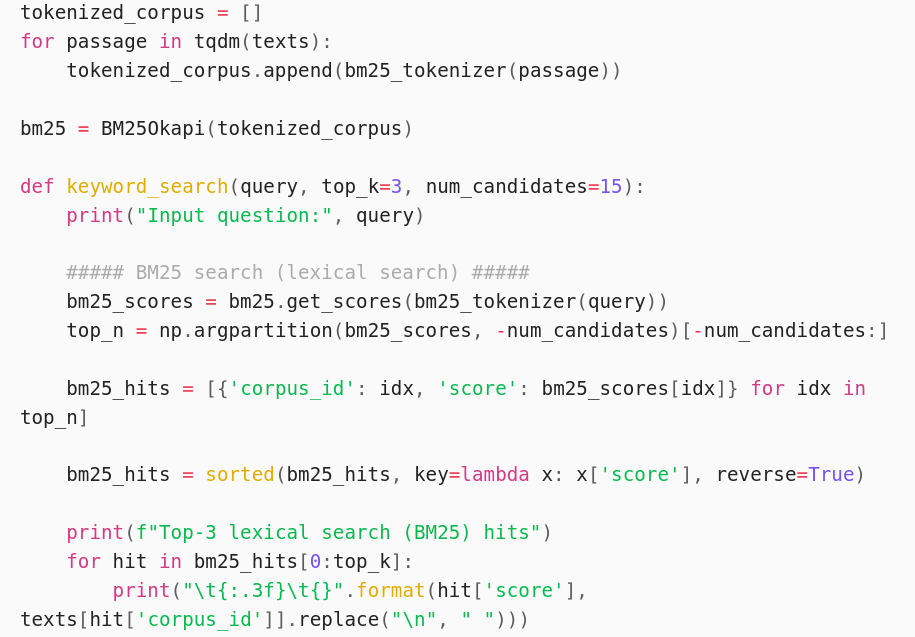 tokenized_corpus = []
for passage in tqdm(texts):
    tokenized_corpus.append(bm25_tokenizer(passage))

bm25 = BM25Okapi(tokenized_corpus)

def keyword_search(query, top_k=3, num_candidates=15):
    print("Input question:", query)

    ##### BM25 search (lexical search) #####
    bm25_scores = bm25.get_scores(bm25_tokenizer(query))
    top_n = np.argpartition(bm25_scores, -num_candidates)[-num_candidates:]

    bm25_hits = [{'corpus_id': idx, 'score': bm25_scores[idx]} for idx in
top_n]

    bm25_hits = sorted(bm25_hits, key=lambda x: x['score'], reverse=True)

    print(f"Top-3 lexical search (BM25) hits")
    for hit in bm25_hits[0:top_k]:
        print("\t{:.3f}\t{}".format(hit['score'],
texts[hit['corpus_id']].replace("\n", " ")))